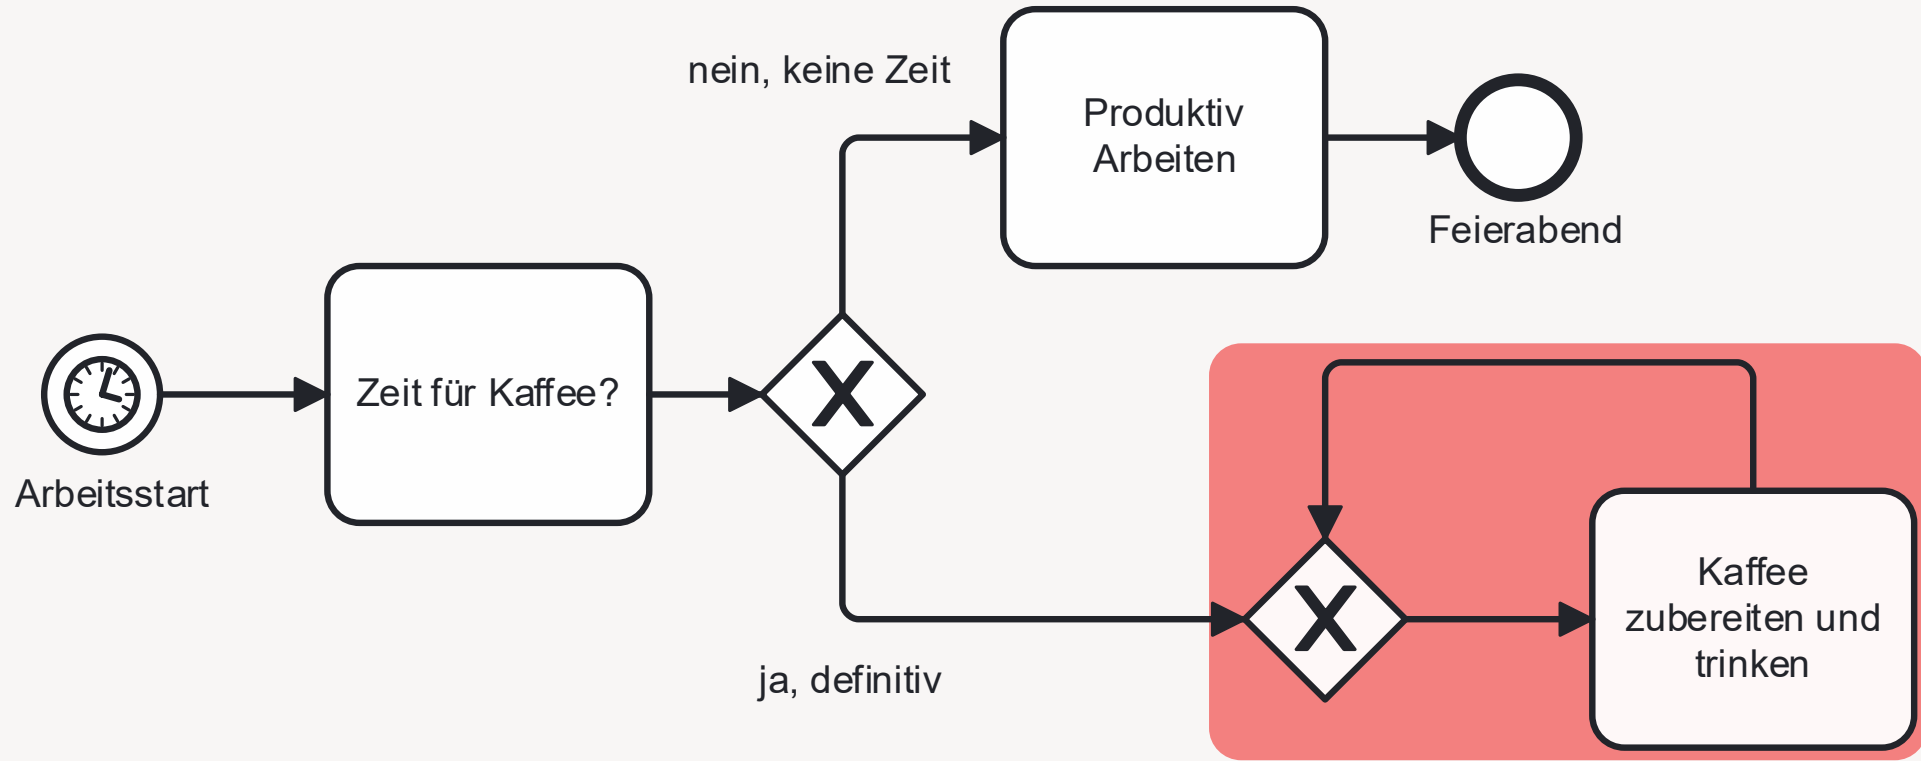 nein, keine Zeit
Produktiv
Arbeiten
Feierabend
Zeit für Kaffee?
X
Arbeitsstart
X
Kaffee
zubereiten und
trinken
ja, definitiv